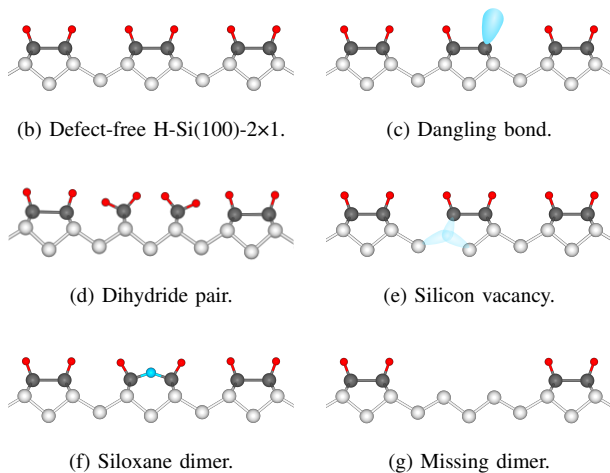 (b) Defect-free H-Si(100)-2×1.
(c) Dangling bond.
(d) Dihydride pair.
(e) Silicon vacancy.
(f) Siloxane dimer.
(g) Missing dimer.